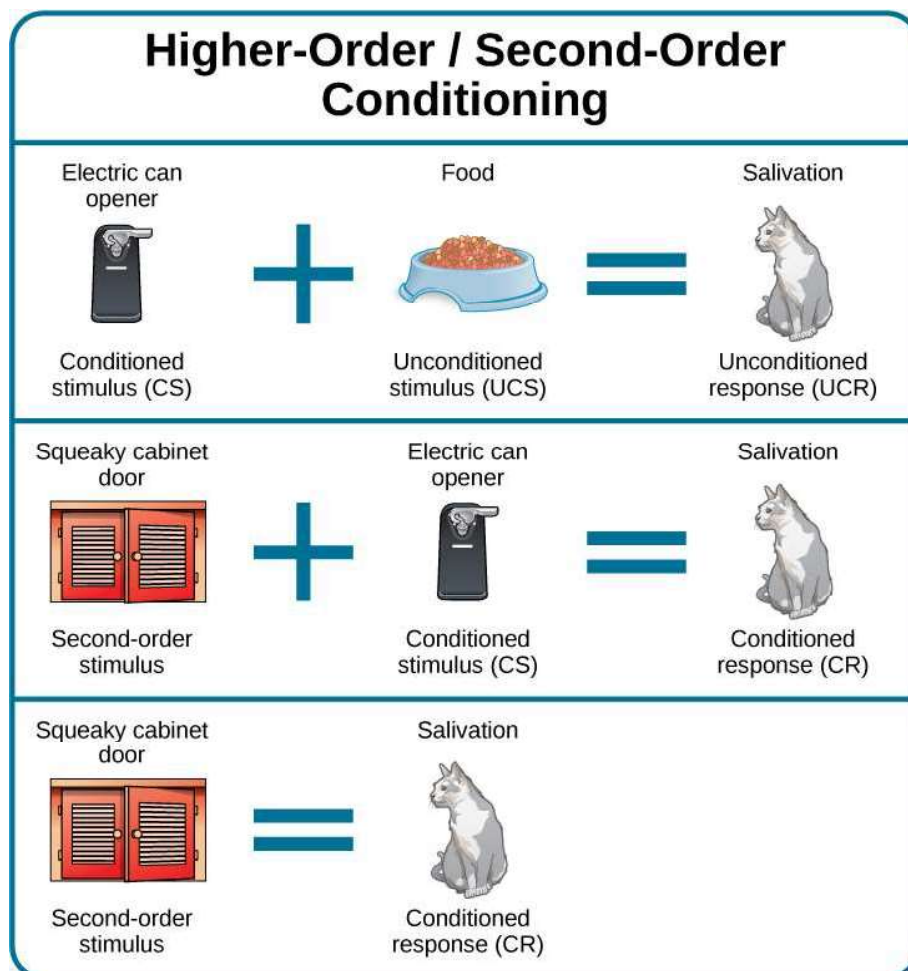 Higher-Order / Second-Order
Conditioning
Electric can
opener
Food
Salivation
Conditioned
stimulus (CS)
Unconditioned
stimulus (UCS)
Unconditioned
response (UCR)
Squeaky cabinet
door
Electric can
opener
Salivation
Second-order
stimulus
Conditioned
stimulus (CS)
Conditioned
response (CR)
Squeaky cabinet
door
Salivation
Second-order
stimulus
Conditioned
response (CR)